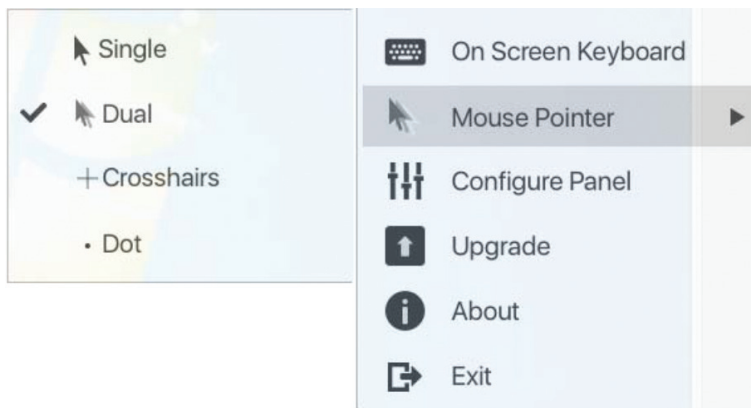 Single
Dual
Crosshairs
Dot
On Screen Keyboard
Mouse Pointer
Configure Panel
Upgrade
About
Exit